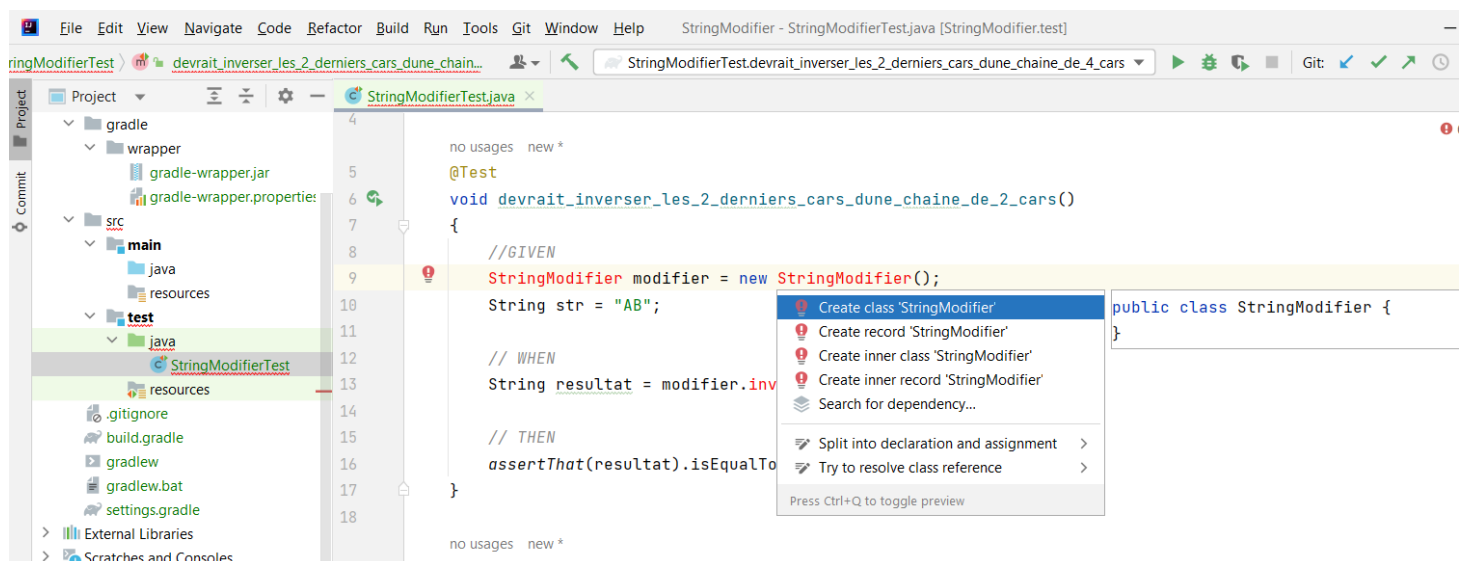 File Edit View Navigate Code Refactor Build Run Tools Git Window Help StringModifier - StringModifierTest.java [StringModifier.test]
ringModifierTest devrait_inverser_les_2_derniers_cars_dune_chain... StringModifierTest.devrait_inverser_les_2_derniers_cars_dune_chaine_de_4_cars Git:
Project
Commit
Project
gradle
wrapper
gradle-wrapper.jar
gradle-wrapper.properties
src
main
java
resources
test
java
StringModifierTest
resources
.gitignore
build.gradle
gradlew
gradlew.bat
settings.gradle
External Libraries
Scratches and Consoles
StringModifierTest.java
4
no usages new *
5 @Test
6 void devrait_inverser_les_2_derniers_cars_dune_chaine_de_2_cars()
7 {
8 //GIVEN
9 StringModifier modifier = new StringModifier();
10 String str = "AB";
11
12 // WHEN
13 String resultat = modifier.inv
14
15 // THEN
16 assertThat(resultat).isEqualTo
17 }
18
no usages new *
Create class 'StringModifier'
Create record 'StringModifier'
Create inner class 'StringModifier'
Create inner record 'StringModifier'
Search for dependency...
Split into declaration and assignment
Try to resolve class reference
Press Ctrl+Q to toggle preview
public class StringModifier {
}